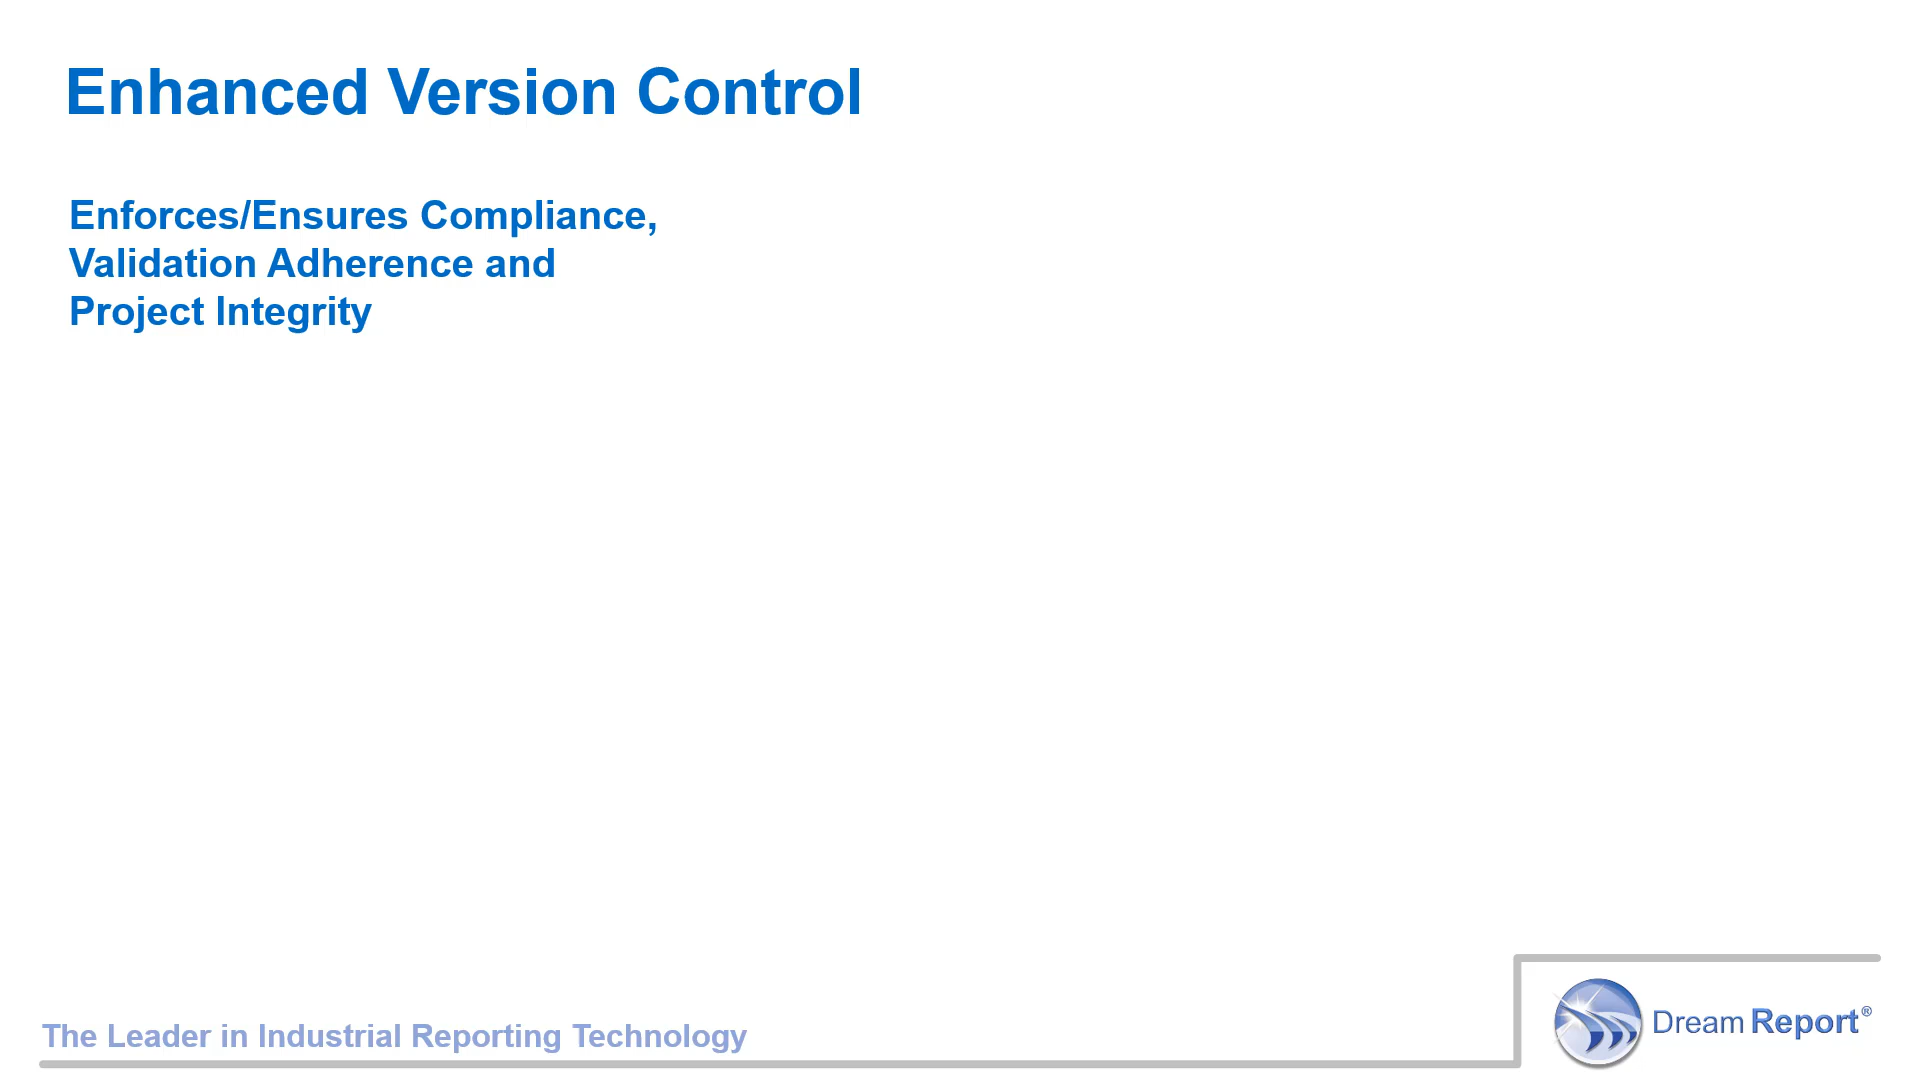 Enhanced Version Control
Enforces/Ensures Compliance,
Validation Adherence and
Project Integrity
The Leader in Industrial Reporting Technology
Dream Report®